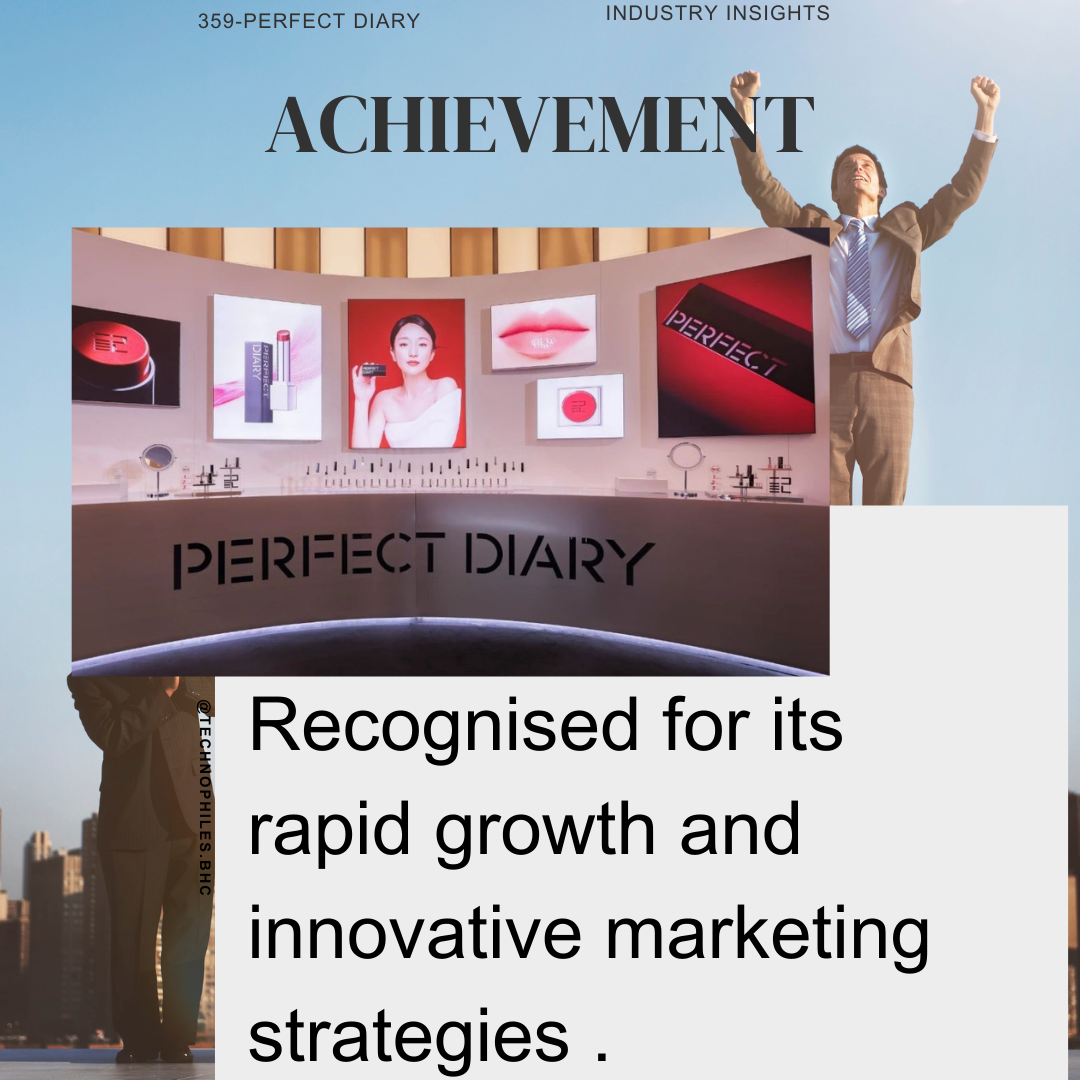 359-PERFECT DIARY
INDUSTRY INSIGHTS
ACHIEVEMENT
PERFECT
DIARY
PERFECT
PERFECT DIARY
@TECHNOPHILES.BHC
Recognised for its
rapid growth and
innovative marketing
strategies .